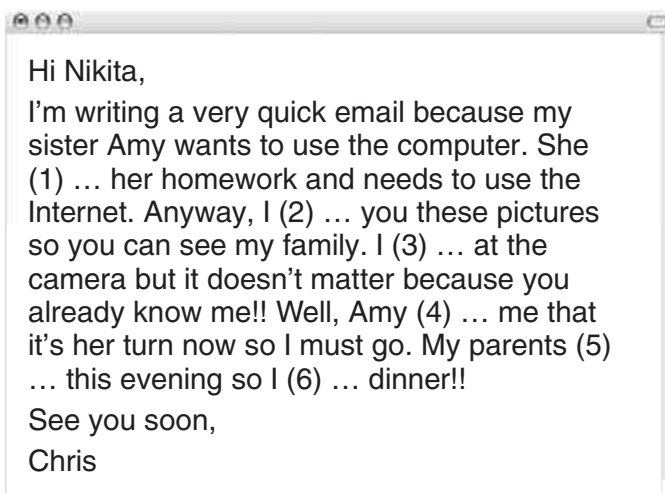 Hi Nikita,
I'm writing a very quick email because my
sister Amy wants to use the computer. She
(1) … her homework and needs to use the
Internet. Anyway, I (2) … you these pictures
so you can see my family. I (3) … at the
camera but it doesn't matter because you
already know me!! Well, Amy (4) … me that
it's her turn now so I must go. My parents (5)
… this evening so I (6) … dinner!!
See you soon,
Chris